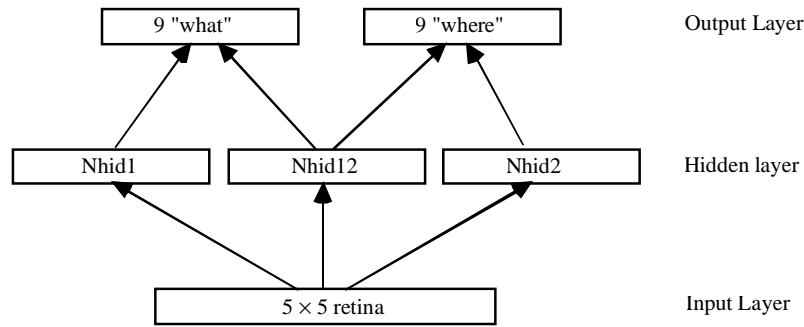 9 "what" 9 "where" Output Layer
Nhid1 Nhid12 Nhid2 Hidden layer
5 × 5 retina Input Layer